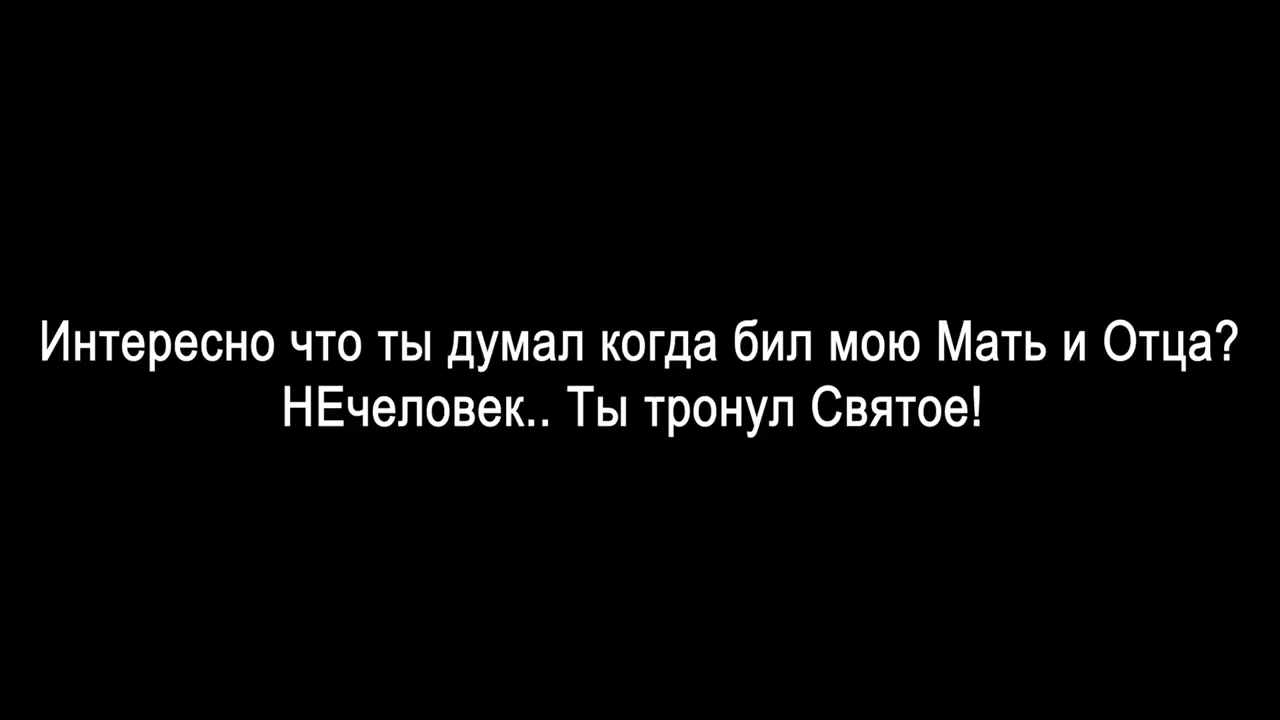 Интересно что ты думал когда бил мою Мать и Отца?
НЕчеловек.. Ты тронул Святое!